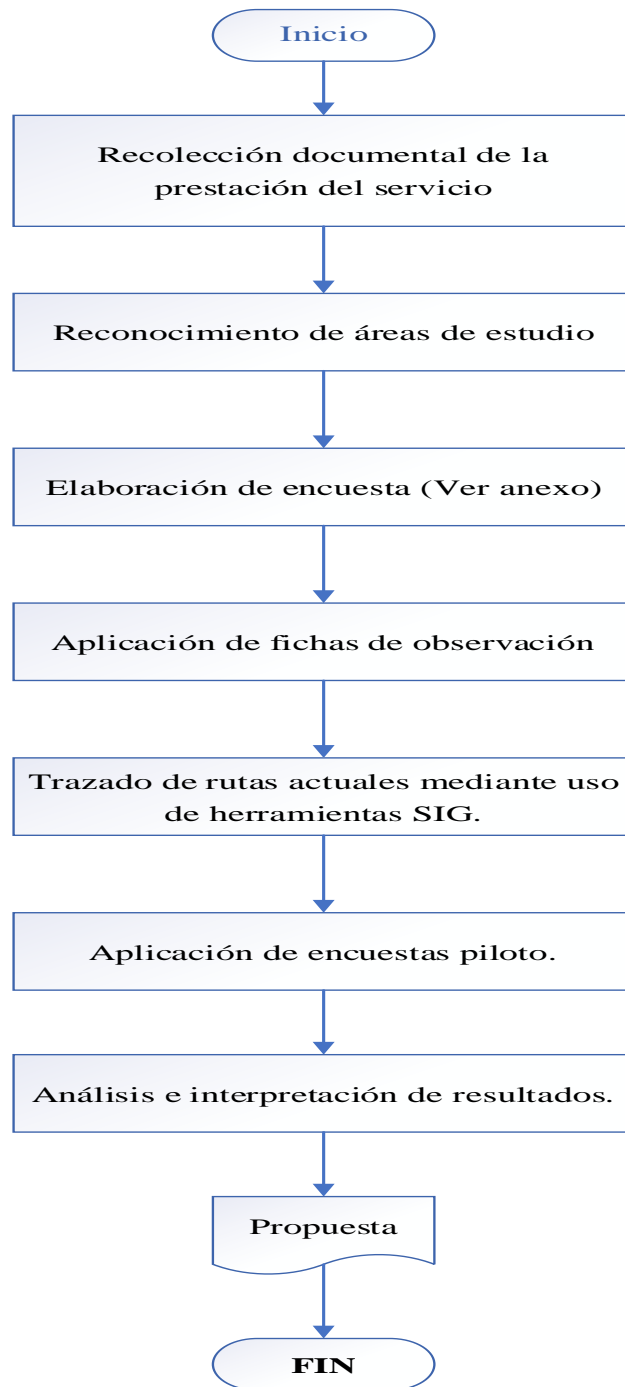 Inicio
Recolección documental de la
prestación del servicio
Reconocimiento de áreas de estudio
Elaboración de encuesta (Ver anexo)
Aplicación de fichas de observación
Trazado de rutas actuales mediante uso
de herramientas SIG.
Aplicación de encuestas piloto.
Análisis e interpretación de resultados.
Propuesta
FIN